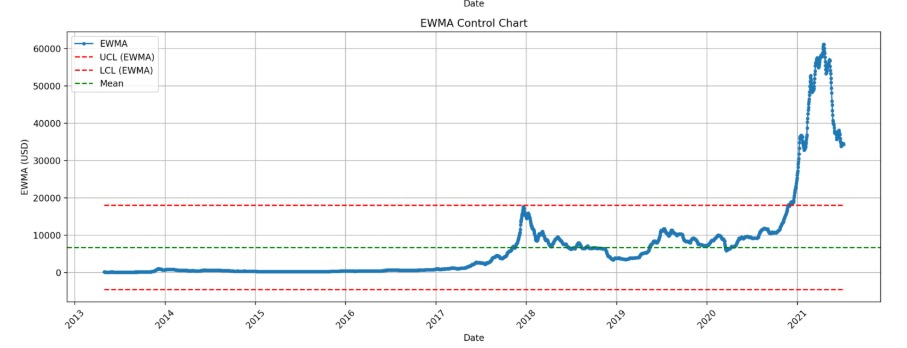 Date
EWMA Control Chart
EWMA
UCL (EWMA)
LCL (EWMA)
Mean
EWMA (USD)
60000
50000
40000
30000
20000
10000
0
2013
2014
2015
2016
2017
2018
2019
2020
2021
Date